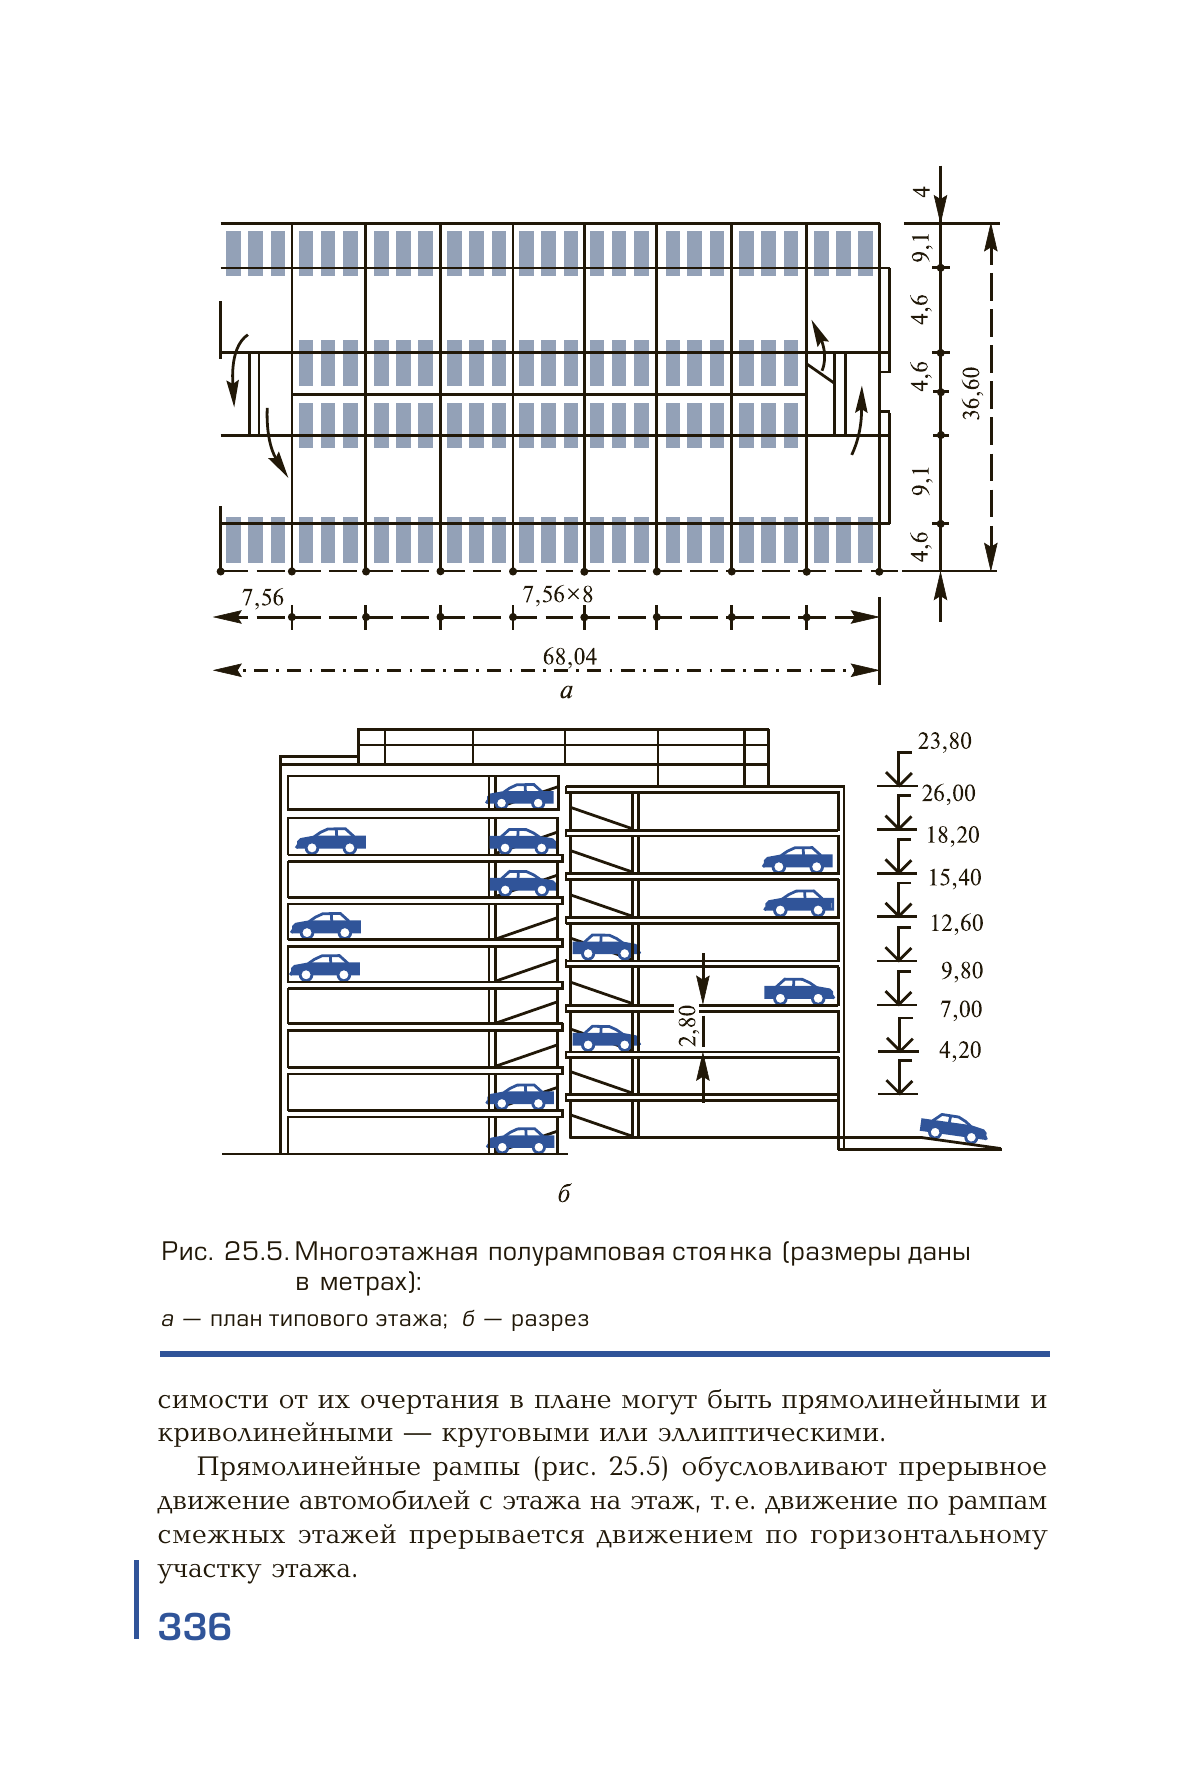 4
9,1
4,6
4,6
36,60
9,1
4,6
7,56
7,56×8
68,04
а
23,80
26,00
18,20
15,40
12,60
9,80
7,00
4,20
2,80
б
Рис. 25.5. Многоэтажная полурамповая стоянка (размеры даны
в метрах):
а — план типового этажа; б — разрез
симости от их очертания в плане могут быть прямолинейными и
криволинейными — круговыми или эллиптическими.
Прямолинейные рампы (рис. 25.5) обусловливают прерывное
движение автомобилей с этажа на этаж, т. е. движение по рампам
смежных этажей прерывается движением по горизонтальному
участку этажа.
336